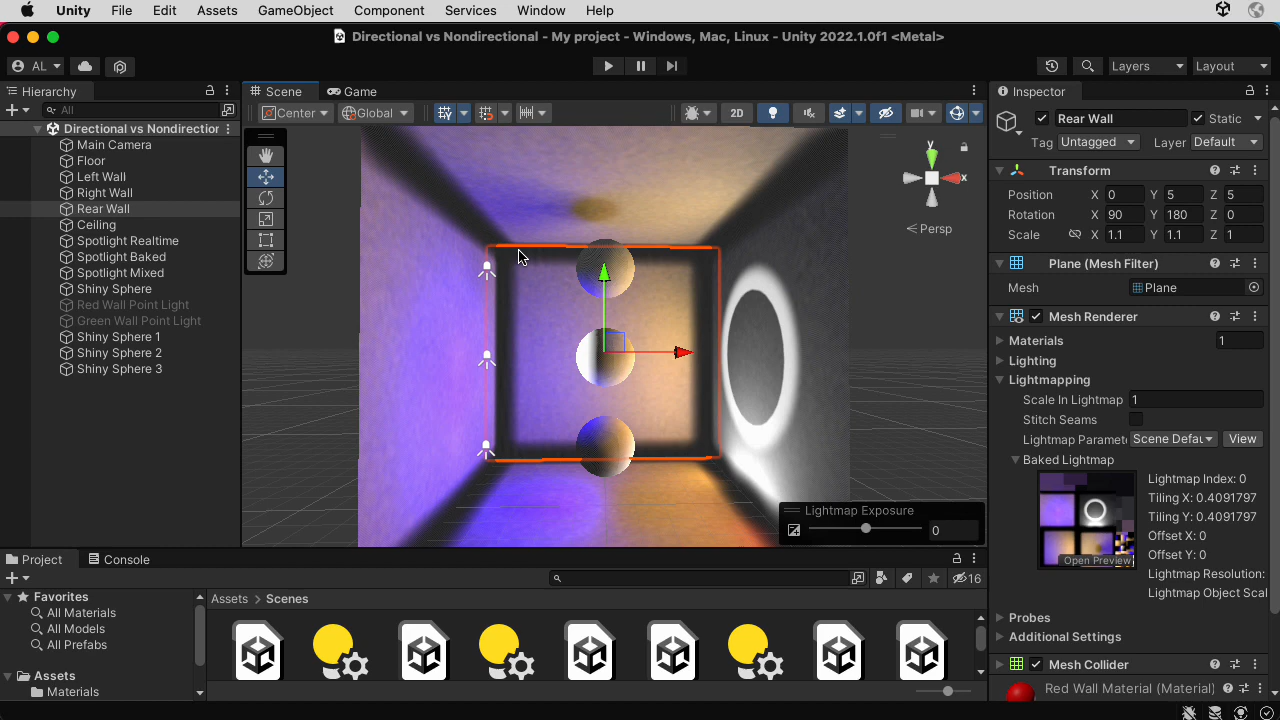 Unity File Edit Assets GameObject Component Services Window Help
Directional vs Nondirectional - My project - Windows, Mac, Linux - Unity 2022.1.0f1 <Metal>
AL Layers Layout
Hierarchy
All
Directional vs Nondirection
Main Camera
Floor
Left Wall
Right Wall
Rear Wall
Ceiling
Spotlight Realtime
Spotlight Baked
Spotlight Mixed
Shiny Sphere
Red Wall Point Light
Green Wall Point Light
Shiny Sphere 1
Shiny Sphere 2
Shiny Sphere 3
Scene Game
Center Global 2D
y
x
Persp
Lightmap Exposure
0
Inspector
Rear Wall Static
Tag Untagged Layer Default
Transform
Position X 0 Y 5 Z 5
Rotation X 90 Y 180 Z 0
Scale X 1.1 Y 1.1 Z 1
Plane (Mesh Filter)
Mesh Plane
Mesh Renderer
Materials 1
Lighting
Lightmapping
Scale In Lightmap 1
Stitch Seams
Lightmap Paramete Scene Defau View
Baked Lightmap
Open Preview
Lightmap Index: 0
Tiling X: 0.4091797
Tiling Y: 0.4091797
Offset X: 0
Offset Y: 0
Lightmap Resolution:
Lightmap Object Scal
Probes
Additional Settings
Mesh Collider
Red Wall Material (Material)
Project Console
16
Favorites
All Materials
All Models
All Prefabs
Assets
Materials
Assets > Scenes